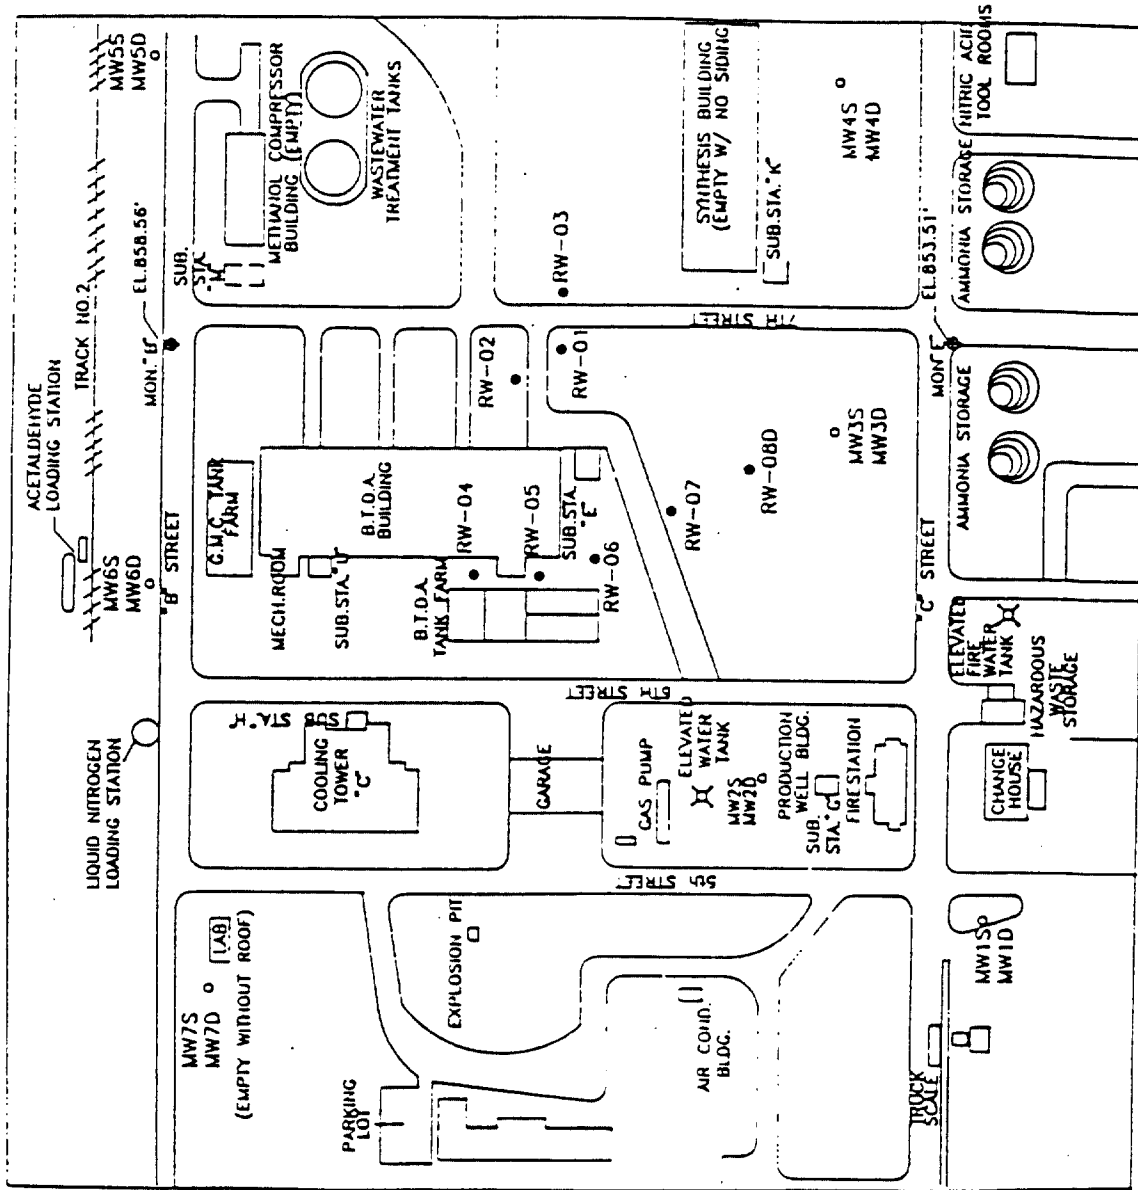 MW5S
MW5D
METHANOL COMPRESSOR
BUILDING (EMPTY)
WASTEWATER
TREATMENT TANKS
SUB.
STA.
EL.858.56'
TRACK NO.2
MON. "B"
ACETALDEHYDE
LOADING STATION
C.M.C. TANK
FARM
"B" STREET
MW6S
MW6D
LIQUID NITROGEN
LOADING STATION
MECH.ROOM
SUB.STA. "D"
B.T.D.A.
BUILDING
B.T.D.A.
TANK FARM
RW-04
RW-05
SUB.STA.
"E"
RW-06
RW-02
RW-01
RW-03
RW-07
RW-08D
MW3S
MW3D
7TH STREET
SYNTHESIS BUILDING
(EMPTY W/ NO SIDING)
SUB.STA. "K"
MW4S
MW4D
NITRIC ACID
TOOL ROOMS
AMMONIA STORAGE
EL.853.51'
MON "E"
AMMONIA STORAGE
"C" STREET
6TH STREET
SUB STA. "H"
COOLING
TOWER
"C"
GARAGE
GAS PUMP
ELEVATED
WATER
TANK
MW2S
MW2D
PRODUCTION
WELL BLDG.
SUB.
STA. "G"
FIRESTATION
ELEVATED
FIRE
WATER
TANK
HAZARDOUS
WASTE
STORAGE
CHANGE
HOUSE
5th STREET
MW7S
MW7D
LAB
(EMPTY WITHOUT ROOF)
EXPLOSION PIT
PARKING
LOT
AIR COND.
BLDG.
TRUCK
SCALE
MW1S
MW1D